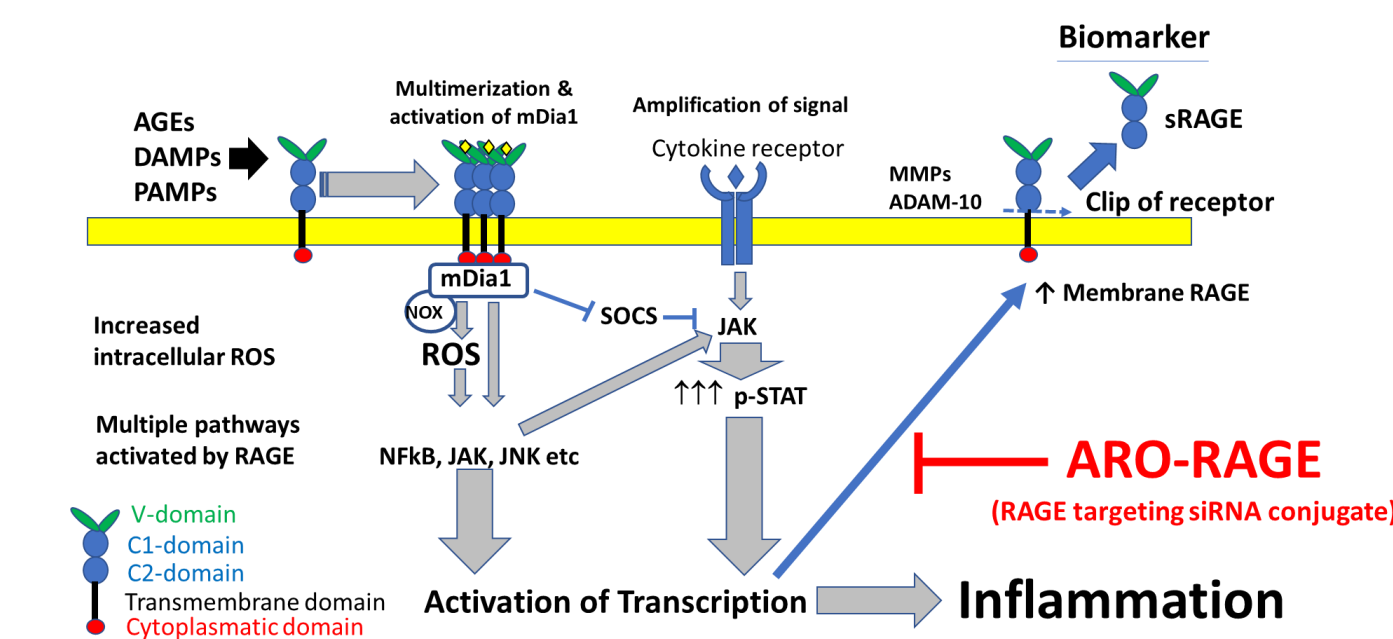 Biomarker
Multimerization &
activation of mDia1
Amplification of signal
Cytokine receptor
AGEs
DAMPs
PAMPs
sRAGE
MMPs
ADAM-10
Clip of receptor
mDia1
NOX
SOCS
JAK
↑ Membrane RAGE
Increased
intracellular ROS
ROS
↑↑↑ p-STAT
Multiple pathways
activated by RAGE
NFkB, JAK, JNK etc
ARO-RAGE
(RAGE targeting siRNA conjugate)
V-domain
C1-domain
C2-domain
Transmembrane domain
Cytoplasmatic domain
Activation of Transcription
Inflammation